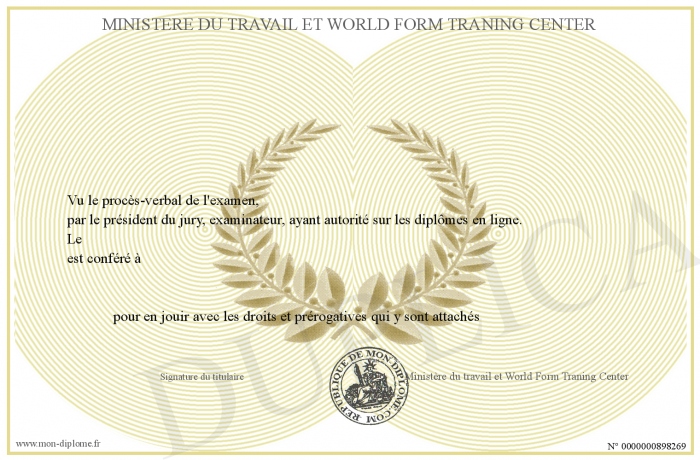 MINISTERE DU TRAVAIL ET WORLD FORM TRANING CENTER
Vu le procès-verbal de l'examen,
par le président du jury, examinateur, ayant autorité sur les diplômes en ligne.
Le
est conféré à
pour en jouir avec les droits et prérogatives qui y sont attachés
Signature du titulaire
Ministère du travail et World Form Traning Center
REPUBLIQUE DE MON-DIPLOME.COM
DUPLICATA
www.mon-diplome.fr
N° 0000000898269